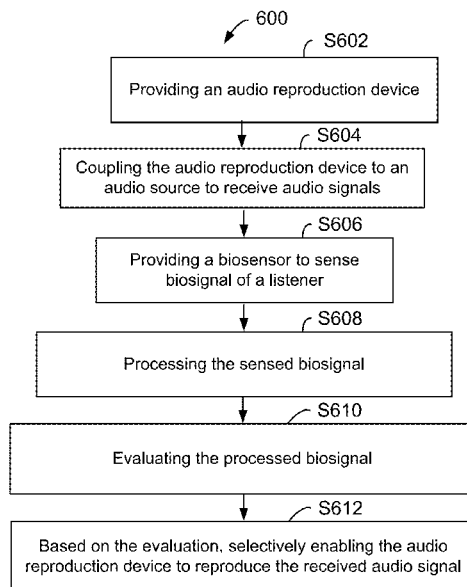 600
S602
Providing an audio reproduction device
S604
Coupling the audio reproduction device to an
audio source to receive audio signals
S606
Providing a biosensor to sense
biosignal of a listener
S608
Processing the sensed biosignal
S610
Evaluating the processed biosignal
S612
Based on the evaluation, selectively enabling the audio
reproduction device to reproduce the received audio signal